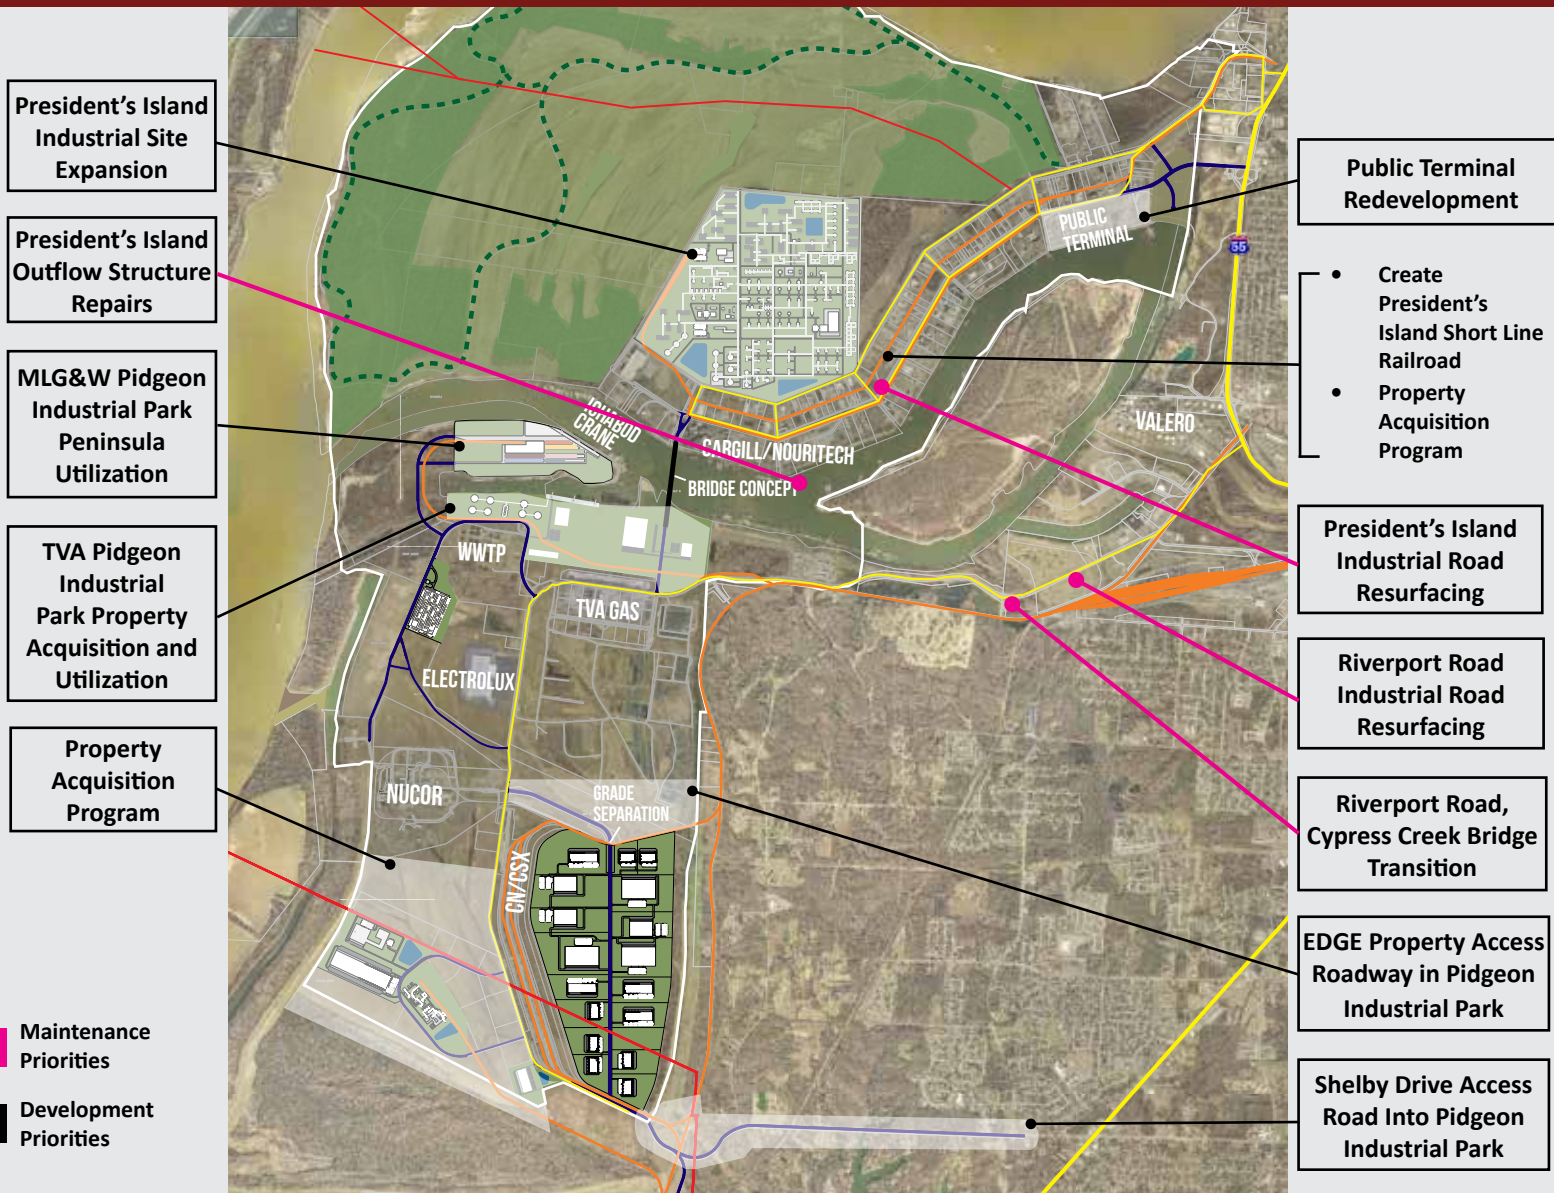 President's Island
Industrial Site
Expansion
President's Island
Outflow Structure
Repairs
MLG&W Pidgeon
Industrial Park
Peninsula
Utilization
TVA Pidgeon
Industrial
Park Property
Acquisition and
Utilization
Property
Acquisition
Program
Maintenance
Priorities
Development
Priorities
PUBLIC
TERMINAL
55
VALERO
ICHABOD
CRANE
CARGILL/NOURITECH
BRIDGE CONCEPT
WWTP
TVA GAS
ELECTROLUX
NUCOR
GRADE
SEPARATION
CN/CSX
Public Terminal
Redevelopment
• Create
President's
Island Short Line
Railroad
• Property
Acquisition
Program
President's Island
Industrial Road
Resurfacing
Riverport Road
Industrial Road
Resurfacing
Riverport Road,
Cypress Creek Bridge
Transition
EDGE Property Access
Roadway in Pidgeon
Industrial Park
Shelby Drive Access
Road Into Pidgeon
Industrial Park